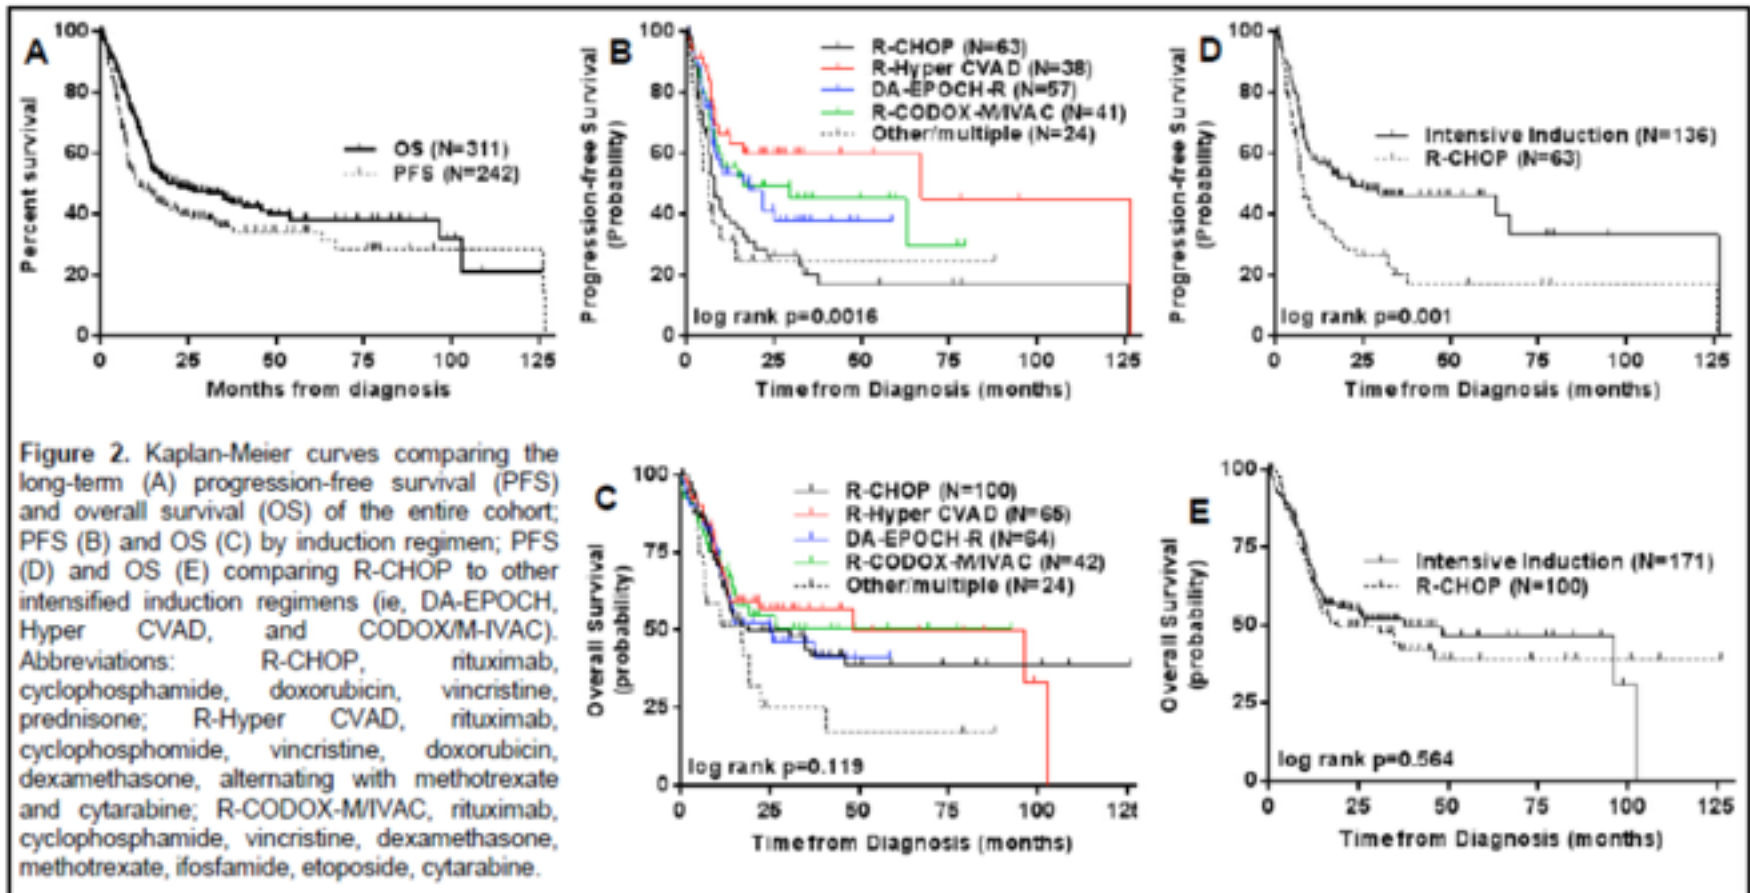 A
100
80
60
40
20
0
Percent survival
OS (N=311)
PFS (N=242)
0 25 50 75 100 125
Months from diagnosis
B
100
80
60
40
20
0
Progression-free Survival
(Probability)
R-CHOP (N=63)
R-Hyper CVAD (N=38)
DA-EPOCH-R (N=57)
R-CODOX-M/IVAC (N=41)
Other/multiple (N=24)
log rank p=0.0016
0 25 50 75 100 125
Time from Diagnosis (months)
D
100
80
60
40
20
0
Progression-free Survival
(Probability)
Intensive Induction (N=136)
R-CHOP (N=63)
log rank p=0.001
0 25 50 75 100 125
Time from Diagnosis (months)
Figure 2. Kaplan-Meier curves comparing the
long-term (A) progression-free survival (PFS)
and overall survival (OS) of the entire cohort;
PFS (B) and OS (C) by induction regimen; PFS
(D) and OS (E) comparing R-CHOP to other
intensified induction regimens (ie, DA-EPOCH,
Hyper CVAD, and CODOX/M-IVAC).
Abbreviations: R-CHOP, rituximab,
cyclophosphamide, doxorubicin, vincristine,
prednisone; R-Hyper CVAD, rituximab,
cyclophosphomide, vincristine, doxorubicin,
dexamethasone, alternating with methotrexate
and cytarabine; R-CODOX-M/IVAC, rituximab,
cyclophosphamide, vincristine, dexamethasone,
methotrexate, ifosfamide, etoposide, cytarabine.
C
100
75
50
25
0
Overall Survival
(probability)
R-CHOP (N=100)
R-Hyper CVAD (N=65)
DA-EPOCH-R (N=64)
R-CODOX-M/IVAC (N=42)
Other/multiple (N=24)
log rank p=0.119
0 25 50 75 100 125
Time from Diagnosis (months)
E
100
75
50
25
0
Overall Survival
(probability)
Intensive Induction (N=171)
R-CHOP (N=100)
log rank p=0.564
0 25 50 75 100 125
Time from Diagnosis (months)